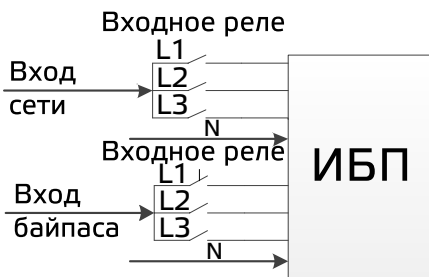 Входное реле
L1
Вход
L2
сети
L3
N
Входное реле
L1
ИБП
Вход
L2
байпаса
L3
N